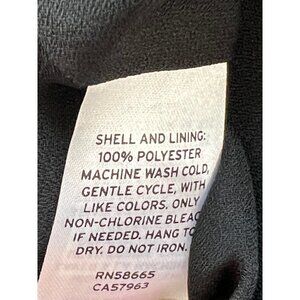 SHELL AND LINING:
100% POLYESTER
MACHINE WASH COLD,
GENTLE CYCLE, WITH
LIKE COLORS. ONLY
NON-CHLORINE BLEAC
IF NEEDED. HANG TO
DRY. DO NOT IRON.
RN58665
CA57963